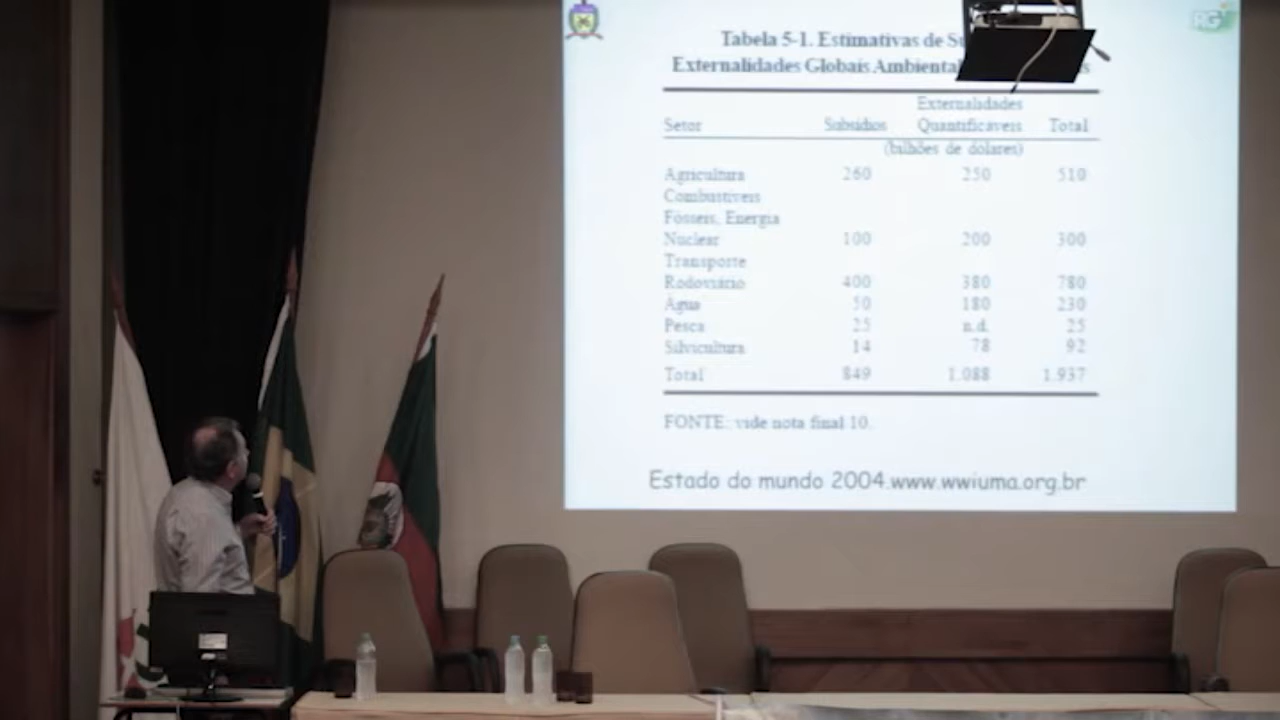 Tabela 5-1. Estimativas de
Externalidades Globais
Externalidades
Setor Subsídios Quantificáveis Total
(bilhões de dólares)
Agricultura 260 250 510
Combustíveis
Fósseis, Energia
Nuclear 100 200 300
Transporte
Rodoviário 400 380 780
Água 50 180 230
Pesca 25 n.d. 25
Silvicultura 14 78 92
Total 849 1.088 1.937
FONTE: vide nota final 10.
Estado do mundo 2004.www.wwiuma.org.br